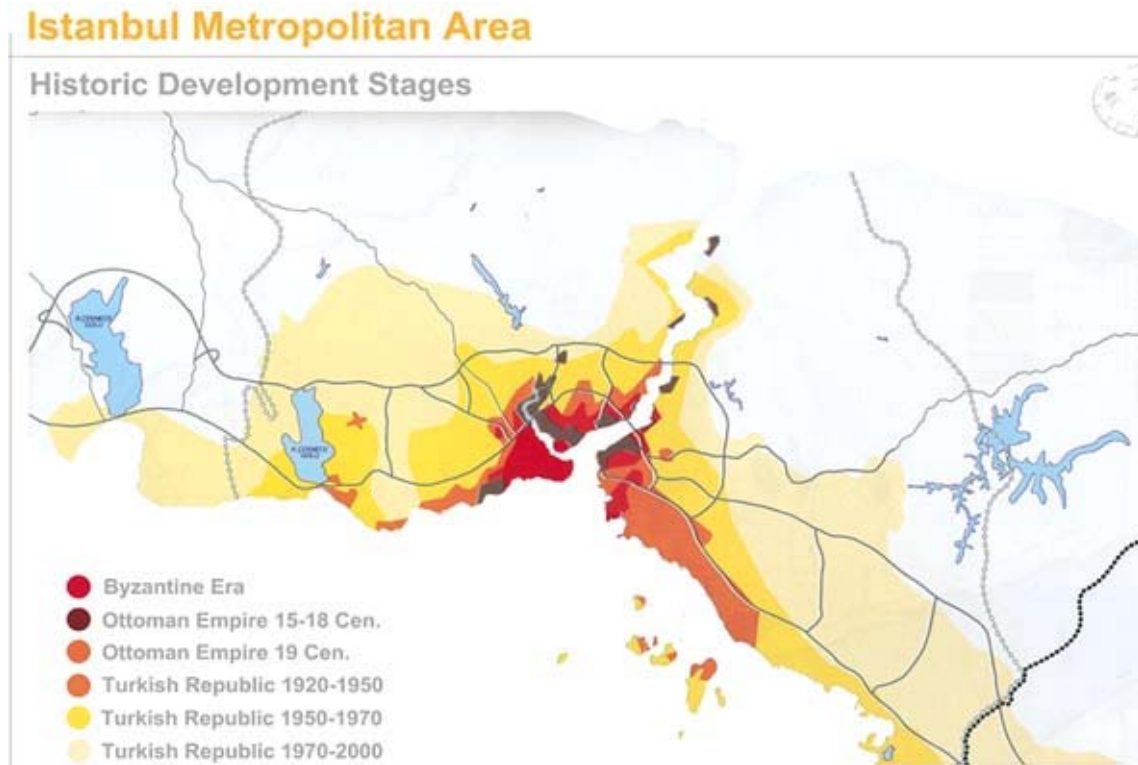 Istanbul Metropolitan Area
Historic Development Stages
Byzantine Era
Ottoman Empire 15-18 Cen.
Ottoman Empire 19 Cen.
Turkish Republic 1920-1950
Turkish Republic 1950-1970
Turkish Republic 1970-2000